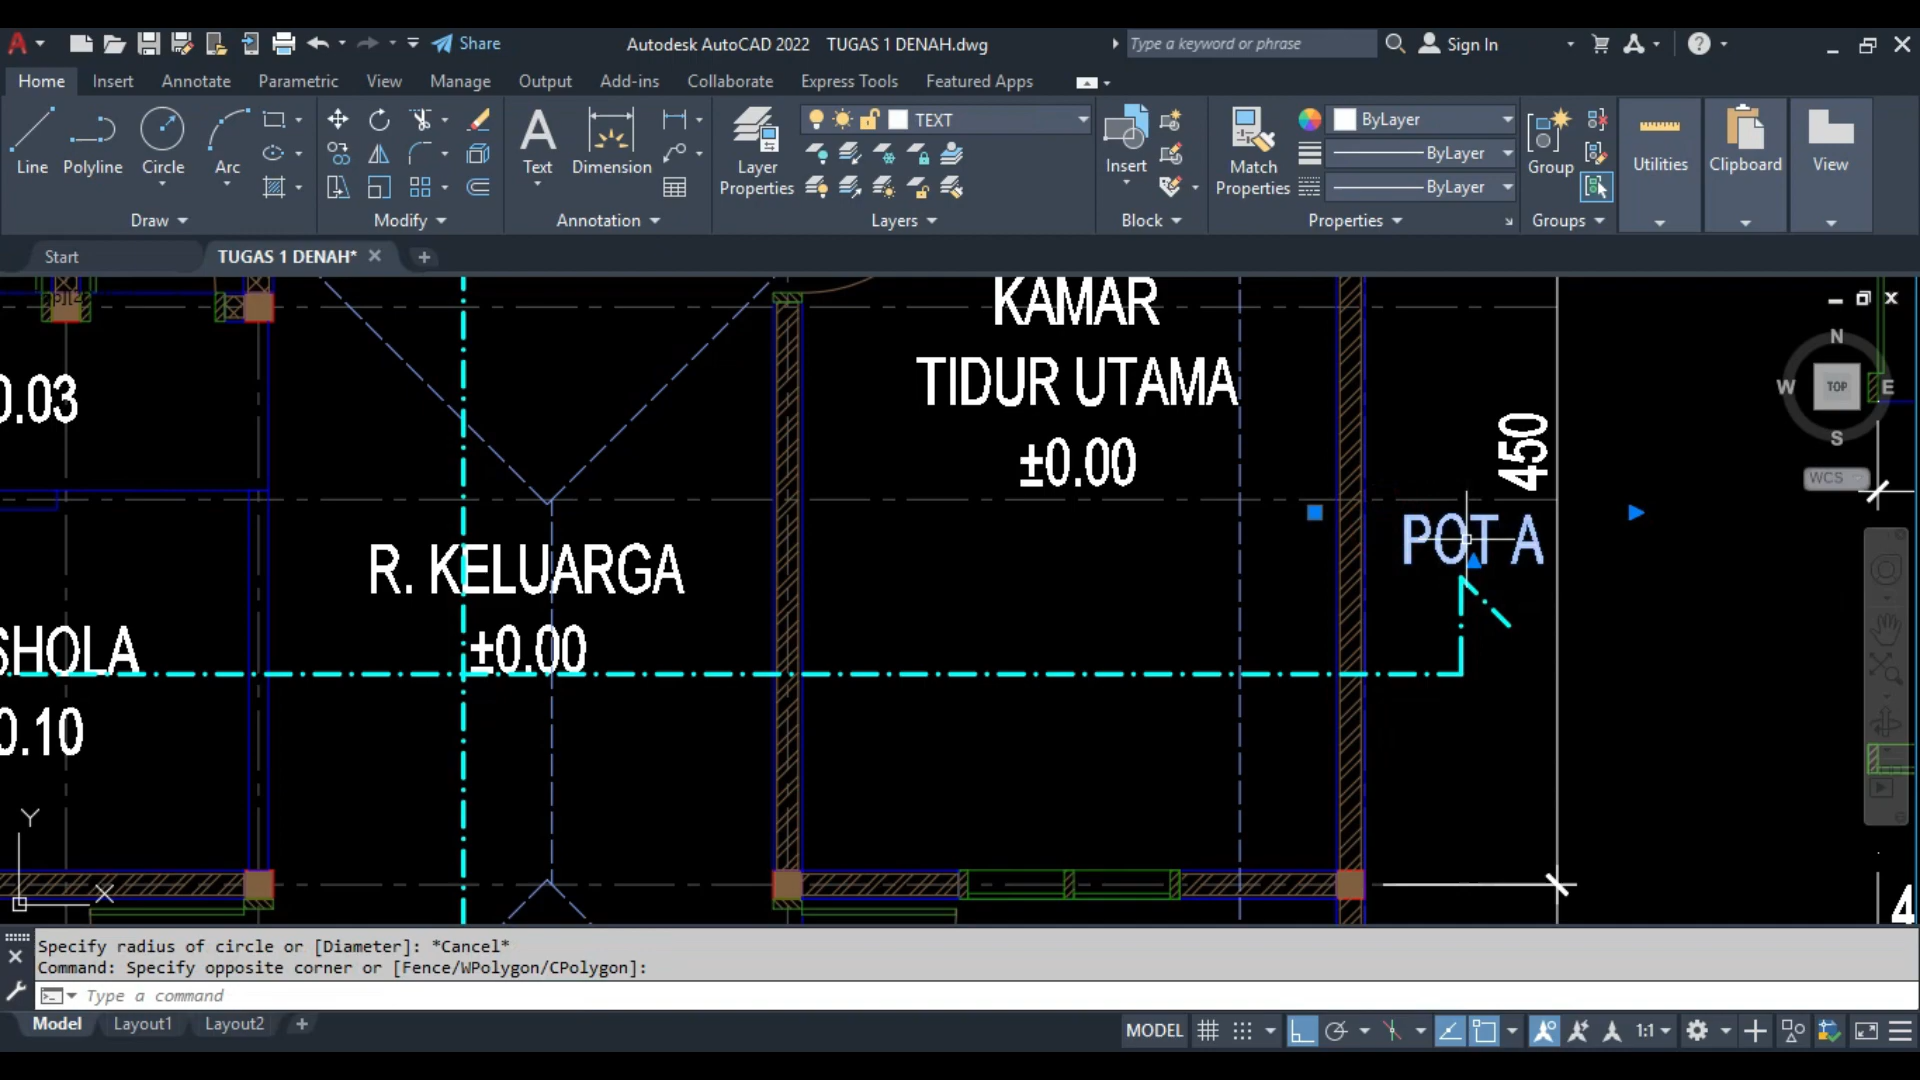 Share
Autodesk AutoCAD 2022 TUGAS 1 DENAH.dwg
Type a keyword or phrase
Sign In
Home Insert Annotate Parametric View Manage Output Add-ins Collaborate Express Tools Featured Apps
Line Polyline Circle Arc
Draw
Modify
Text Dimension
Annotation
Layer Properties
TEXT
Layers
Insert
Block
Match Properties
ByLayer
ByLayer
ByLayer
Properties
Group
Groups
Utilities
Clipboard
View
Start
TUGAS 1 DENAH*
KAMAR
TIDUR UTAMA
±0.00
0.03
450
POT A
R. KELUARGA
±0.00
SHOLA
0.10
N
W TOP E
S
WCS
Y
X
4
Specify radius of circle or [Diameter]: *Cancel*
Command: Specify opposite corner or [Fence/WPolygon/CPolygon]:
Type a command
Model Layout1 Layout2
MODEL
1:1